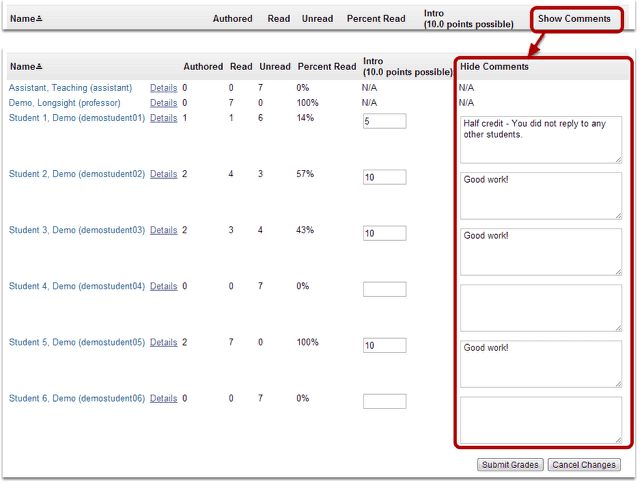 Name Authored Read Unread Percent Read Intro (10.0 points possible) Show Comments
Name Authored Read Unread Percent Read Intro (10.0 points possible) Hide Comments
Assistant, Teaching (assistant) Details 0 0 7 0% N/A N/A
Demo, Longsight (professor) Details 0 7 0 100% N/A N/A
Student 1, Demo (demostudent01) Details 1 1 6 14% 5 Half credit - You did not reply to any
other students.
Student 2, Demo (demostudent02) Details 2 4 3 57% 10 Good work!
Student 3, Demo (demostudent03) Details 2 3 4 43% 10 Good work!
Student 4, Demo (demostudent04) Details 0 0 7 0%
Student 5, Demo (demostudent05) Details 2 7 0 100% 10 Good work!
Student 6, Demo (demostudent06) Details 0 0 7 0%
Submit Grades Cancel Changes